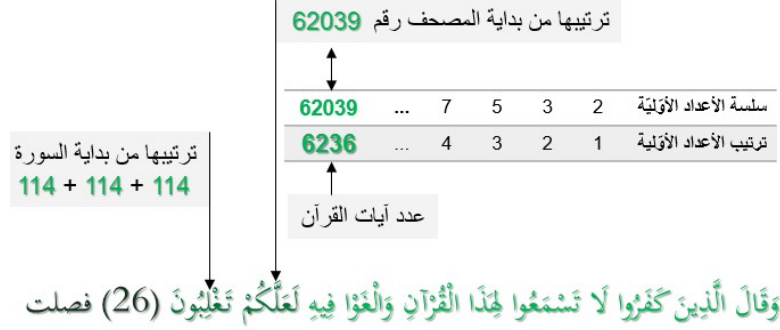 ترتيبها من بداية المصحف رقم 62039
سلسة الأعداد الأوّليّة 2 3 5 7 ... 62039
ترتيب الأعداد الأوّلية 1 2 3 4 ... 6236
ترتيبها من بداية السورة
114 + 114 + 114
عدد آيات القرآن
وَقَالَ الَّذِينَ كَفَرُوا لَا تَسْمَعُوا لِهَٰذَا الْقُرْآنِ وَالْغَوْا فِيهِ لَعَلَّكُمْ تَغْلِبُونَ (26) فصلت